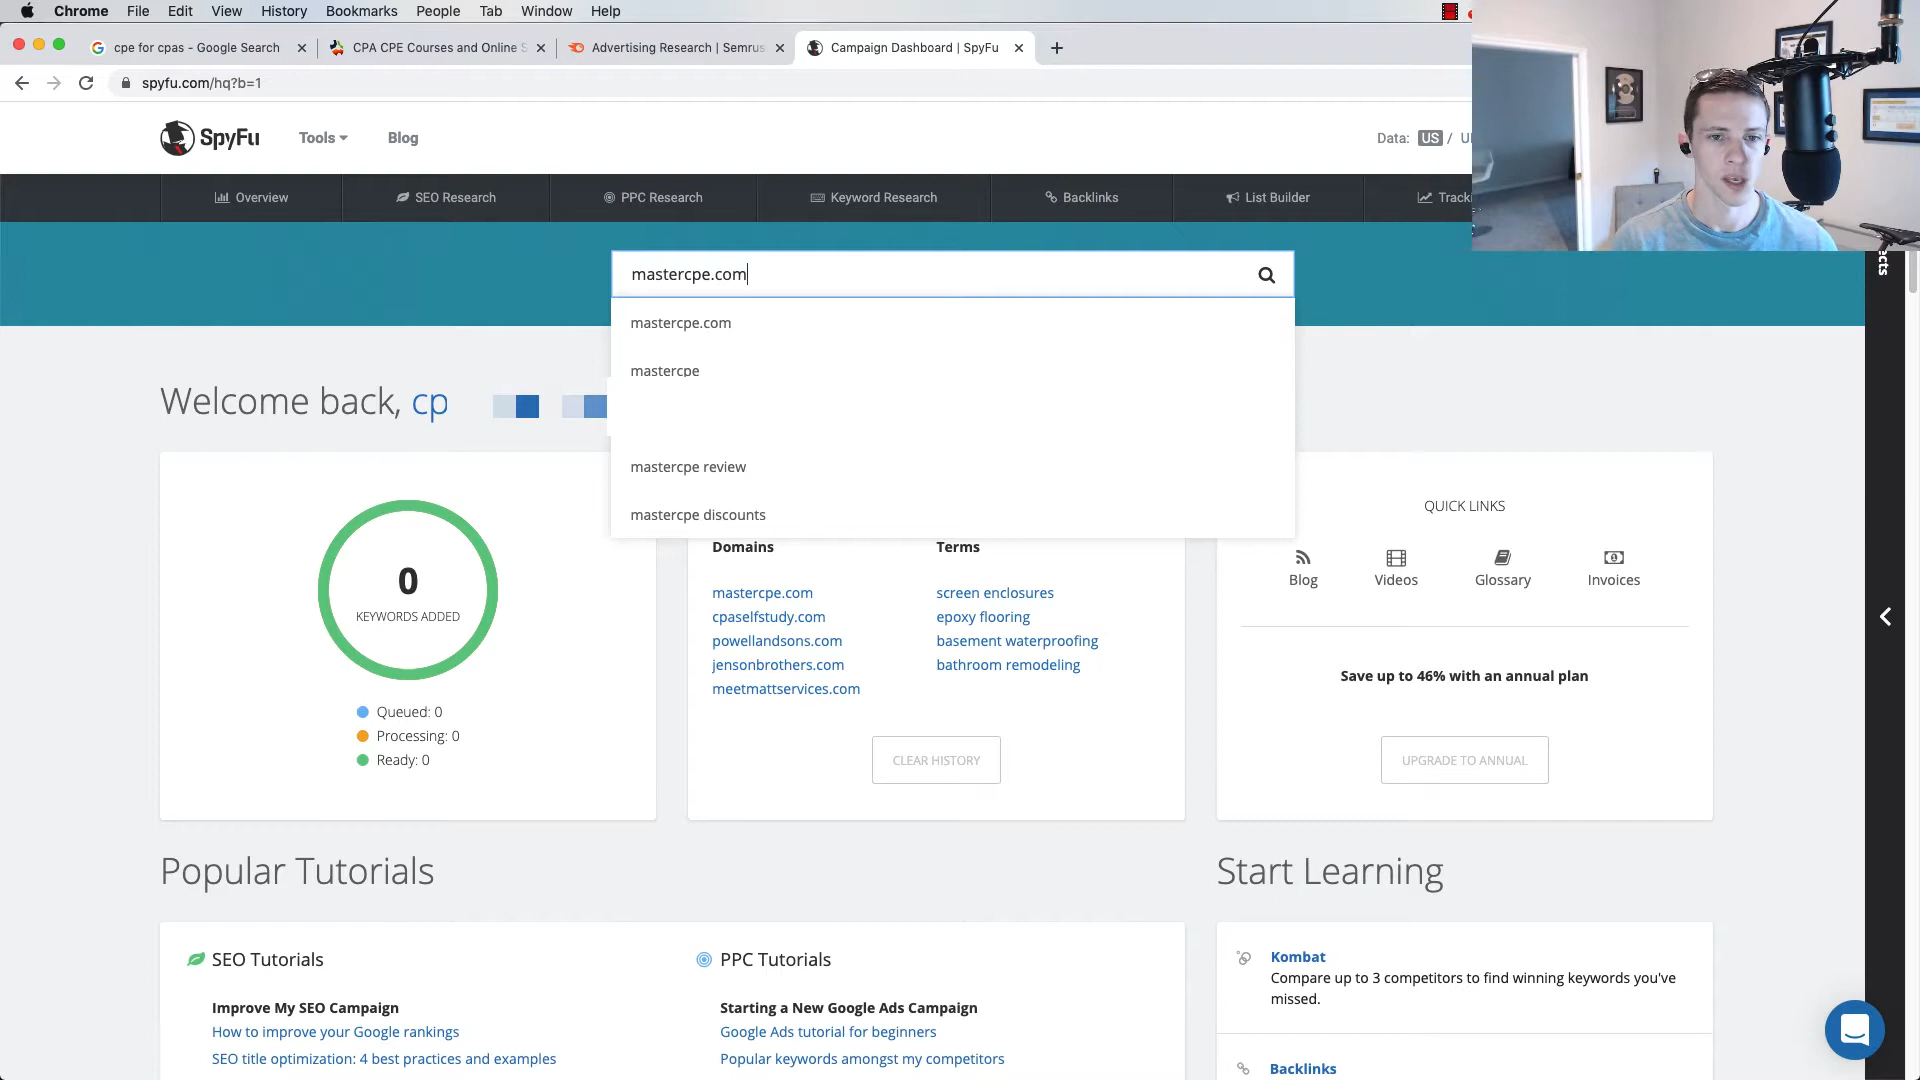 Chrome File Edit View History Bookmarks People Tab Window Help
cpe for cpas - Google Search
CPA CPE Courses and Online S
Advertising Research | Semrus
Campaign Dashboard | SpyFu
spyfu.com/hq?b=1
SpyFu
Tools
Blog
Data: US /
Overview
SEO Research
PPC Research
Keyword Research
Backlinks
List Builder
Tracki
ects
mastercpe.com
mastercpe.com
mastercpe
mastercpe review
mastercpe discounts
Welcome back, cp
0
KEYWORDS ADDED
Queued: 0
Processing: 0
Ready: 0
Domains
mastercpe.com
cpaselfstudy.com
powellandsons.com
jensonbrothers.com
meetmattservices.com
Terms
screen enclosures
epoxy flooring
basement waterproofing
bathroom remodeling
CLEAR HISTORY
QUICK LINKS
Blog
Videos
Glossary
Invoices
Save up to 46% with an annual plan
UPGRADE TO ANNUAL
Popular Tutorials
SEO Tutorials
Improve My SEO Campaign
How to improve your Google rankings
SEO title optimization: 4 best practices and examples
PPC Tutorials
Starting a New Google Ads Campaign
Google Ads tutorial for beginners
Popular keywords amongst my competitors
Start Learning
Kombat
Compare up to 3 competitors to find winning keywords you've
missed.
Backlinks